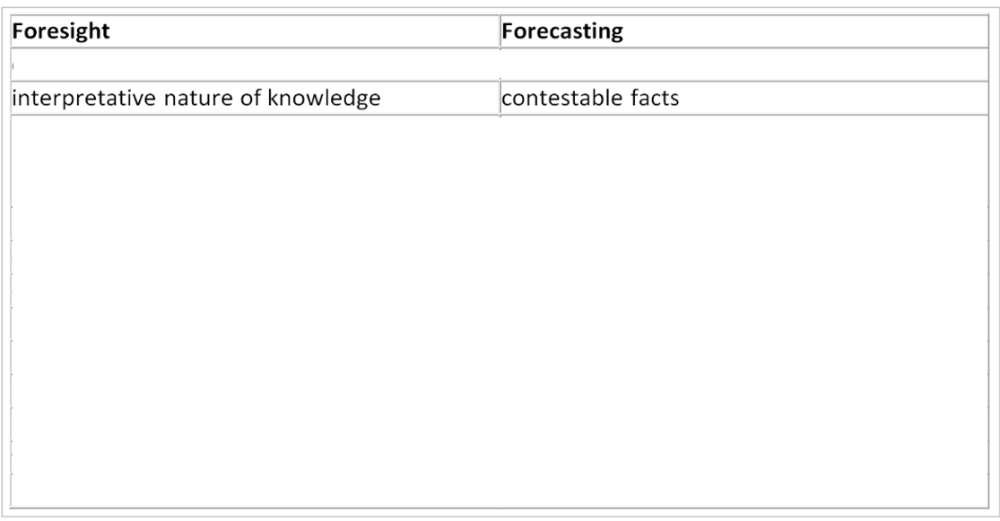 Foresight Forecasting
interpretative nature of knowledge contestable facts